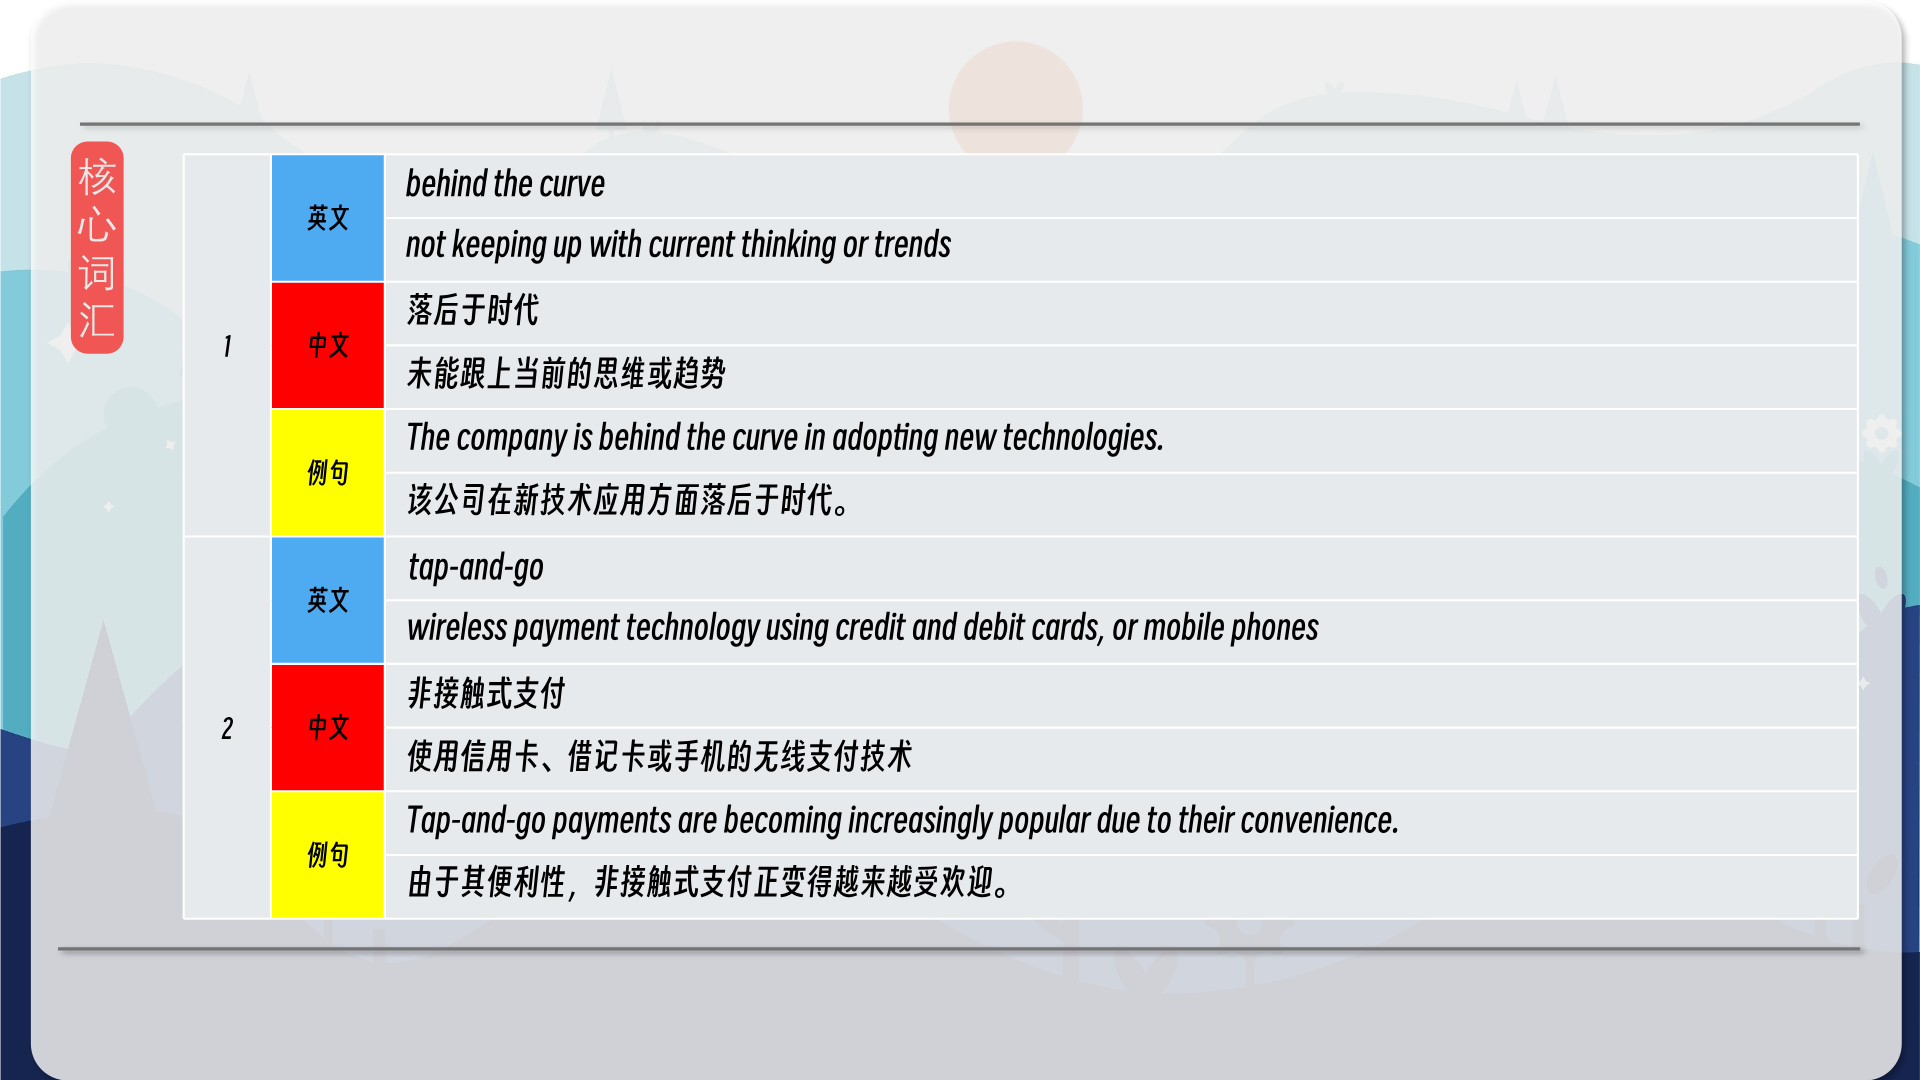 核
心
词
汇
1
英文
behind the curve
not keeping up with current thinking or trends
中文
落后于时代
未能跟上当前的思维或趋势
例句
The company is behind the curve in adopting new technologies.
该公司在新技术应用方面落后于时代。
2
英文
tap-and-go
wireless payment technology using credit and debit cards, or mobile phones
中文
非接触式支付
使用信用卡、借记卡或手机的无线支付技术
例句
Tap-and-go payments are becoming increasingly popular due to their convenience.
由于其便利性，非接触式支付正变得越来越受欢迎。